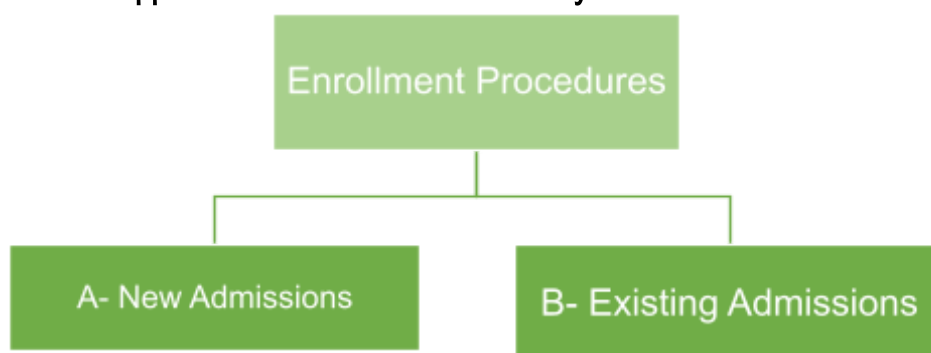 Enrollment Procedures
A- New Admissions
B- Existing Admissions